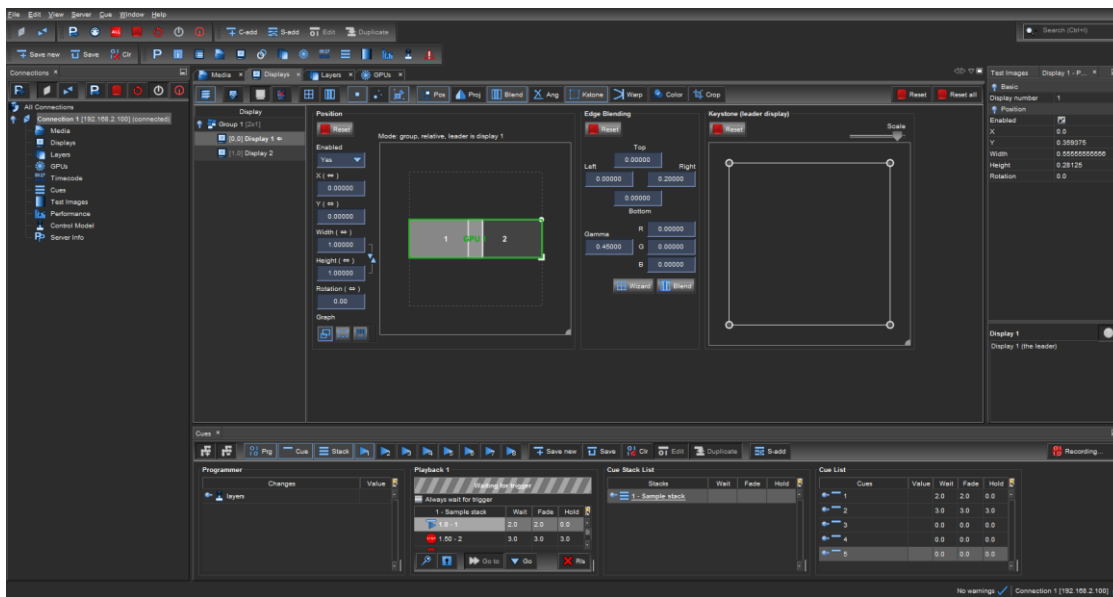 File Edit View Server Cue Window Help
C-add S-add Edit Duplicate Search (Ctrl+I)
Save new Save Clr
Connections
Media Displays Layers GPUs
Test Images Display 1 - P...
All Connections
Connection 1 [192.168.2.100] (connected)
Media
Displays
Layers
GPUs
Timecode
Cues
Test Images
Performance
Control Model
Server Info
Pos Proj Blend X Ang Kstone Warp Color Crop Reset Reset all
Display
Group 1 [2x1]
[0,0] Display 1
[1,0] Display 2
Position
Reset
Mode: group, relative, leader is display 1
Enabled
Yes
X ( ⇔ )
0.00000
Y ( ⇔ )
0.00000
Width ( ⇔ )
1.00000
Height ( ⇔ )
1.00000
Rotation ( ⇔ )
0.00
Graph
1 GPU 2
Edge Blending
Reset
Top
0.00000
Left Right
0.00000 0.20000
0.00000
Bottom
Gamma
0.45000
R 0.00000
G 0.00000
B 0.00000
Wizard Blend
Keystone (leader display)
Reset Scale
Basic
Display number 1
Position
Enabled
X 0.0
Y 0.359375
Width 0.55555555556
Height 0.28125
Rotation 0.0
Display 1
Display 1 (the leader)
Cues
Prg Cue Stack Save new Save Clr Edit Duplicate S-add Recording...
Programmer
Changes Value
layers
Playback 1
Waiting for trigger
Always wait for trigger
1 - Sample stack Wait Fade Hold
1.0 - 1 2.0 2.0 0.0
1.50 - 2 3.0 3.0 3.0
Go to Go Rls
Cue Stack List
Stacks Wait Fade Hold
1 - Sample stack
Cue List
Cues Value Wait Fade Hold
1 2.0 2.0 0.0
2 3.0 3.0 3.0
3 0.0 0.0 0.0
4 0.0 0.0 0.0
5 0.0 0.0 0.0
No warnings Connection 1 [192.168.2.100]